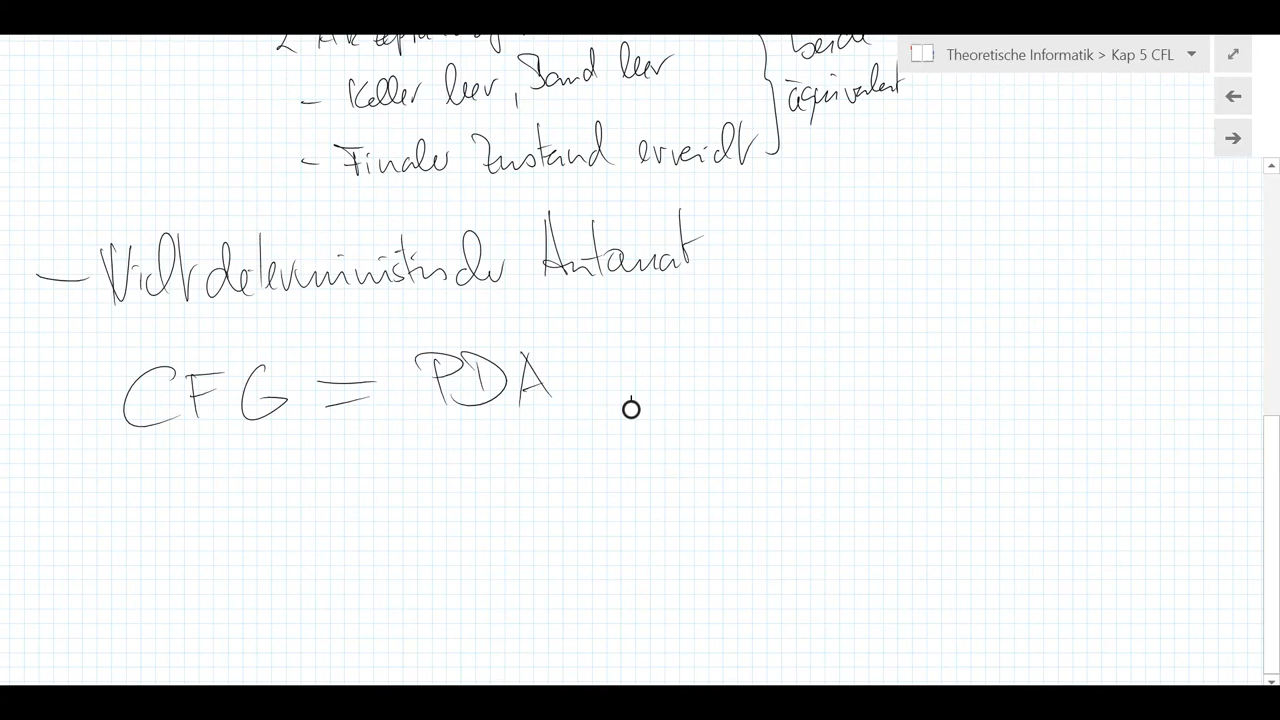 beide
Theoretische Informatik > Kap 5 CFL
- Keller leer, Band leer
äquivalent
- Finaler Zustand erreicht
- Nichtdeterministischer Automat
CFG = PDA